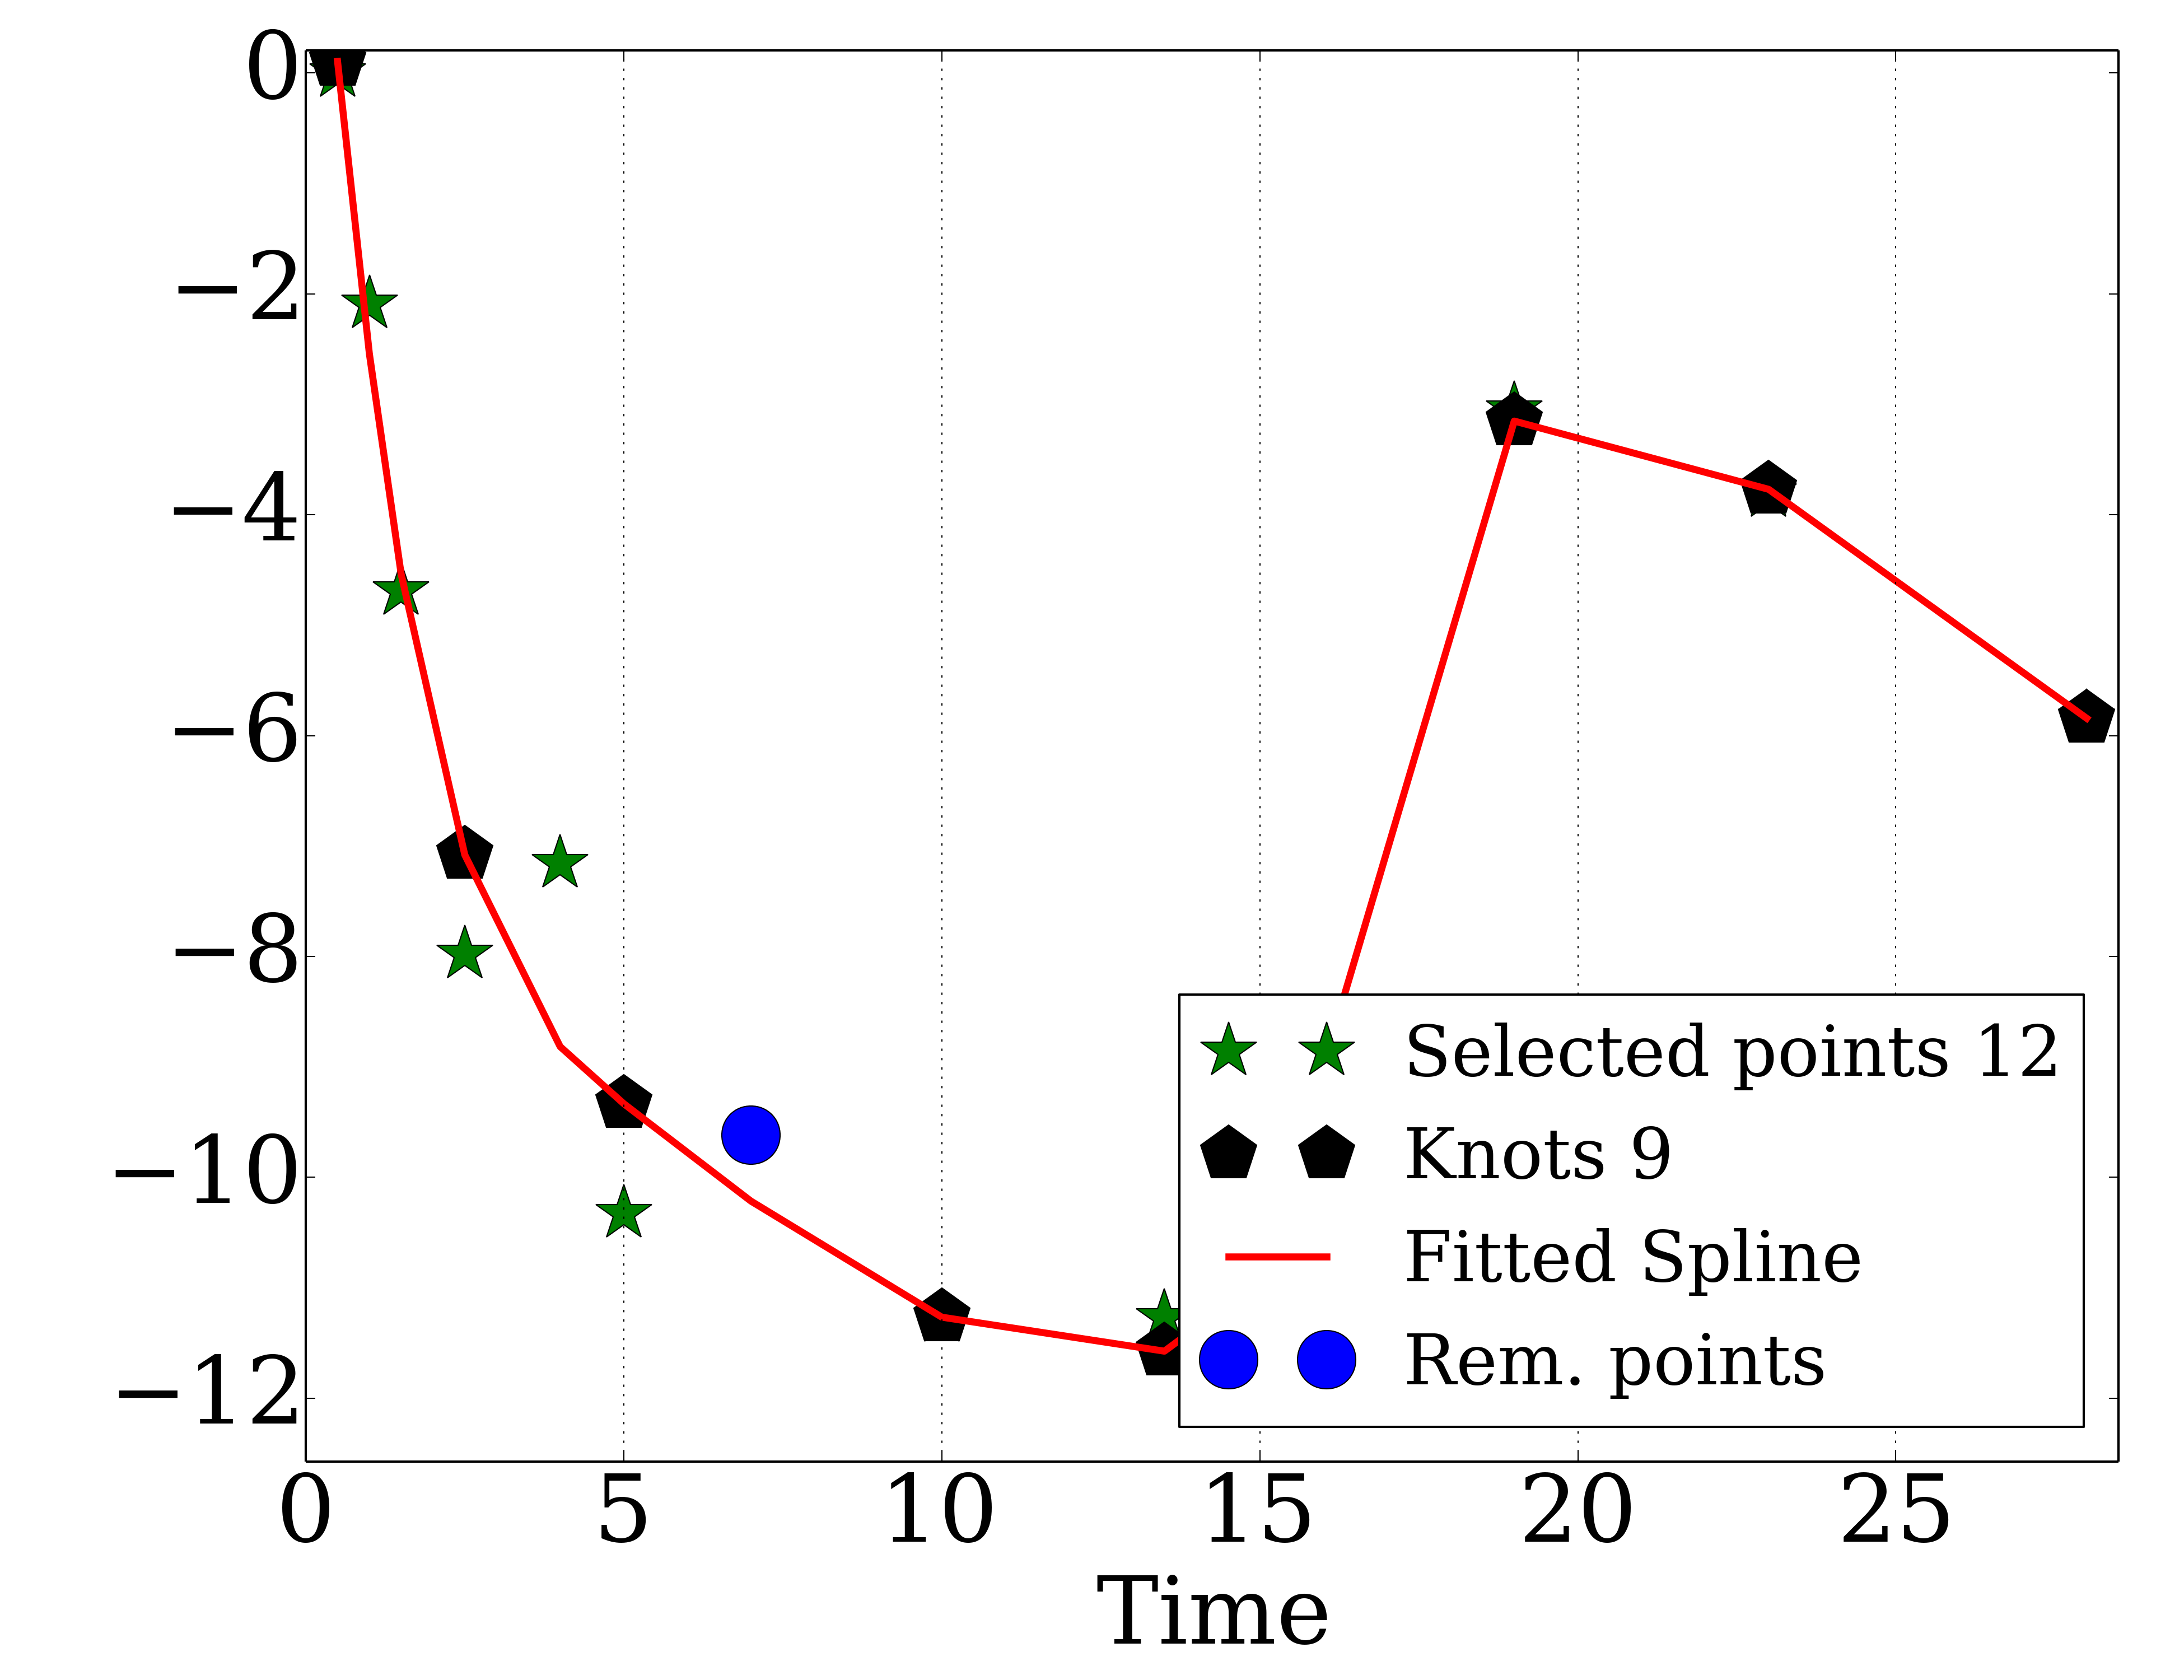 0
−2
−4
−6
−8
−10
−12
Selected points 12
Knots 9
Fitted Spline
Rem. points
0 5 10 15 20 25
Time